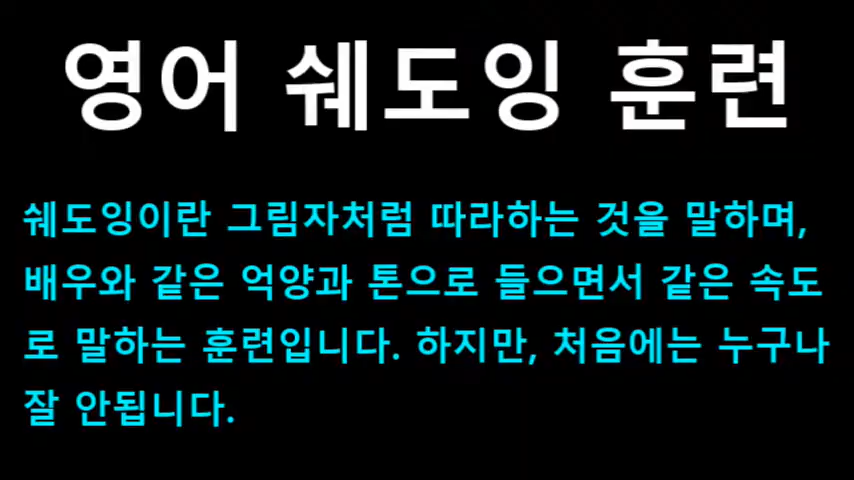 영어 쉐도잉 훈련
쉐도잉이란 그림자처럼 따라하는 것을 말하며,
배우와 같은 억양과 톤으로 들으면서 같은 속도
로 말하는 훈련입니다. 하지만, 처음에는 누구나
잘 안됩니다.